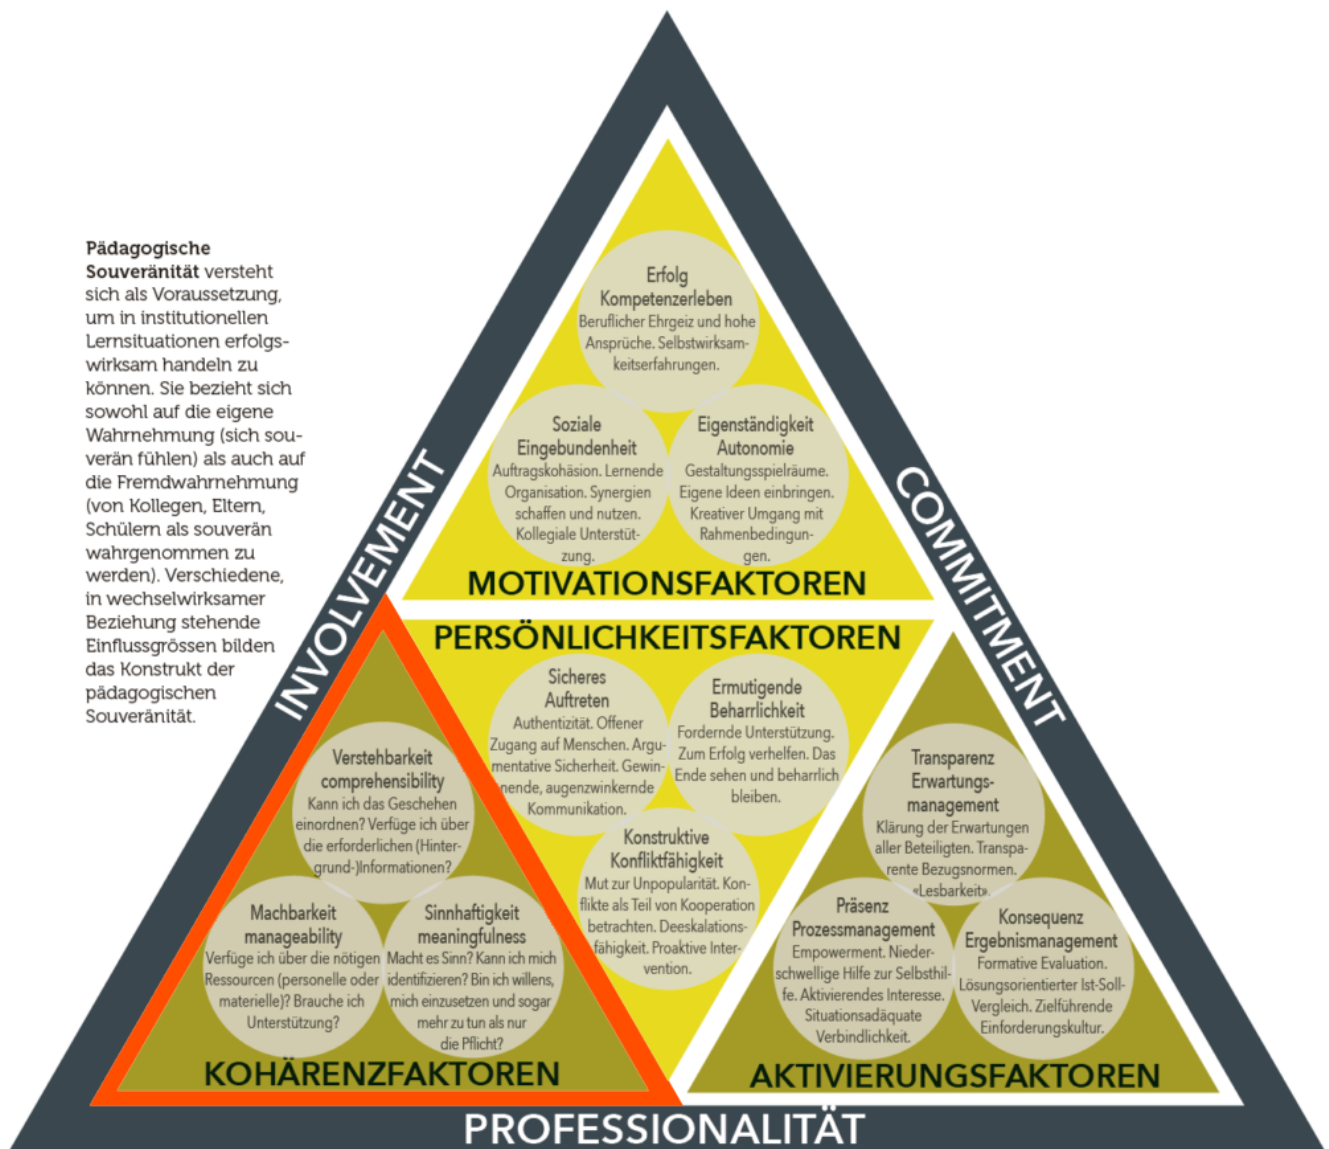 Pädagogische
Souveränität versteht
sich als Voraussetzung,
um in institutionellen
Lernsituationen erfolgs-
wirksam handeln zu
können. Sie bezieht sich
sowohl auf die eigene
Wahrnehmung (sich sou-
verän fühlen) als auch auf
die Fremdwahrnehmung
(von Kollegen, Eltern,
Schülern als souverän
wahrgenommen zu
werden). Verschiedene,
in wechselwirksamer
Beziehung stehende
Einflussgrössen bilden
das Konstrukt der
pädagogischen
Souveränität.
INVOLVEMENT
COMMITMENT
Erfolg
Kompetenzerleben
Beruflicher Ehrgeiz und hohe
Ansprüche. Selbstwirksam-
keitserfahrungen.
Soziale
Eingebundenheit
Auftragskohäsion. Lernende
Organisation. Synergien
schaffen und nutzen.
Kollegiale Unterstüt-
zung.
Eigenständigkeit
Autonomie
Gestaltungsspielräume.
Eigene Ideen einbringen.
Kreativer Umgang mit
Rahmenbedingun-
gen.
MOTIVATIONSFAKTOREN
PERSÖNLICHKEITSFAKTOREN
Sicheres
Auftreten
Authentizität. Offener
Zugang auf Menschen. Argu-
mentative Sicherheit. Gewin-
nende, augenzwinkernde
Kommunikation.
Ermutigende
Beharrlichkeit
Fordernde Unterstützung.
Zum Erfolg verhelfen. Das
Ende sehen und beharrlich
bleiben.
Konstruktive
Konfliktfähigkeit
Mut zur Unpopularität. Kon-
flikte als Teil von Kooperation
betrachten. Deeskalations-
fähigkeit. Proaktive Inter-
vention.
Verstehbarkeit
comprehensibility
Kann ich das Geschehen
einordnen? Verfüge ich über
die erforderlichen (Hinter-
grund-)Informationen?
Machbarkeit
manageability
Verfüge ich über die nötigen
Ressourcen (personelle oder
materielle)? Brauche ich
Unterstützung?
Sinnhaftigkeit
meaningfulness
Macht es Sinn? Kann ich mich
identifizieren? Bin ich willens,
mich einzusetzen und sogar
mehr zu tun als nur
die Pflicht?
KOHÄRENZFAKTOREN
Transparenz
Erwartungs-
management
Klärung der Erwartungen
aller Beteiligten. Transpa-
rente Bezugsnormen.
«Lesbarkeit».
Präsenz
Prozessmanagement
Empowerment. Nieder-
schwellige Hilfe zur Selbsthil-
fe. Aktivierendes Interesse.
Situationsadäquate
Verbindlichkeit.
Konsequenz
Ergebnismanagement
Formative Evaluation.
Lösungsorientierter Ist-Soll-
Vergleich. Zielführende
Einforderungskultur.
AKTIVIERUNGSFAKTOREN
PROFESSIONALITÄT